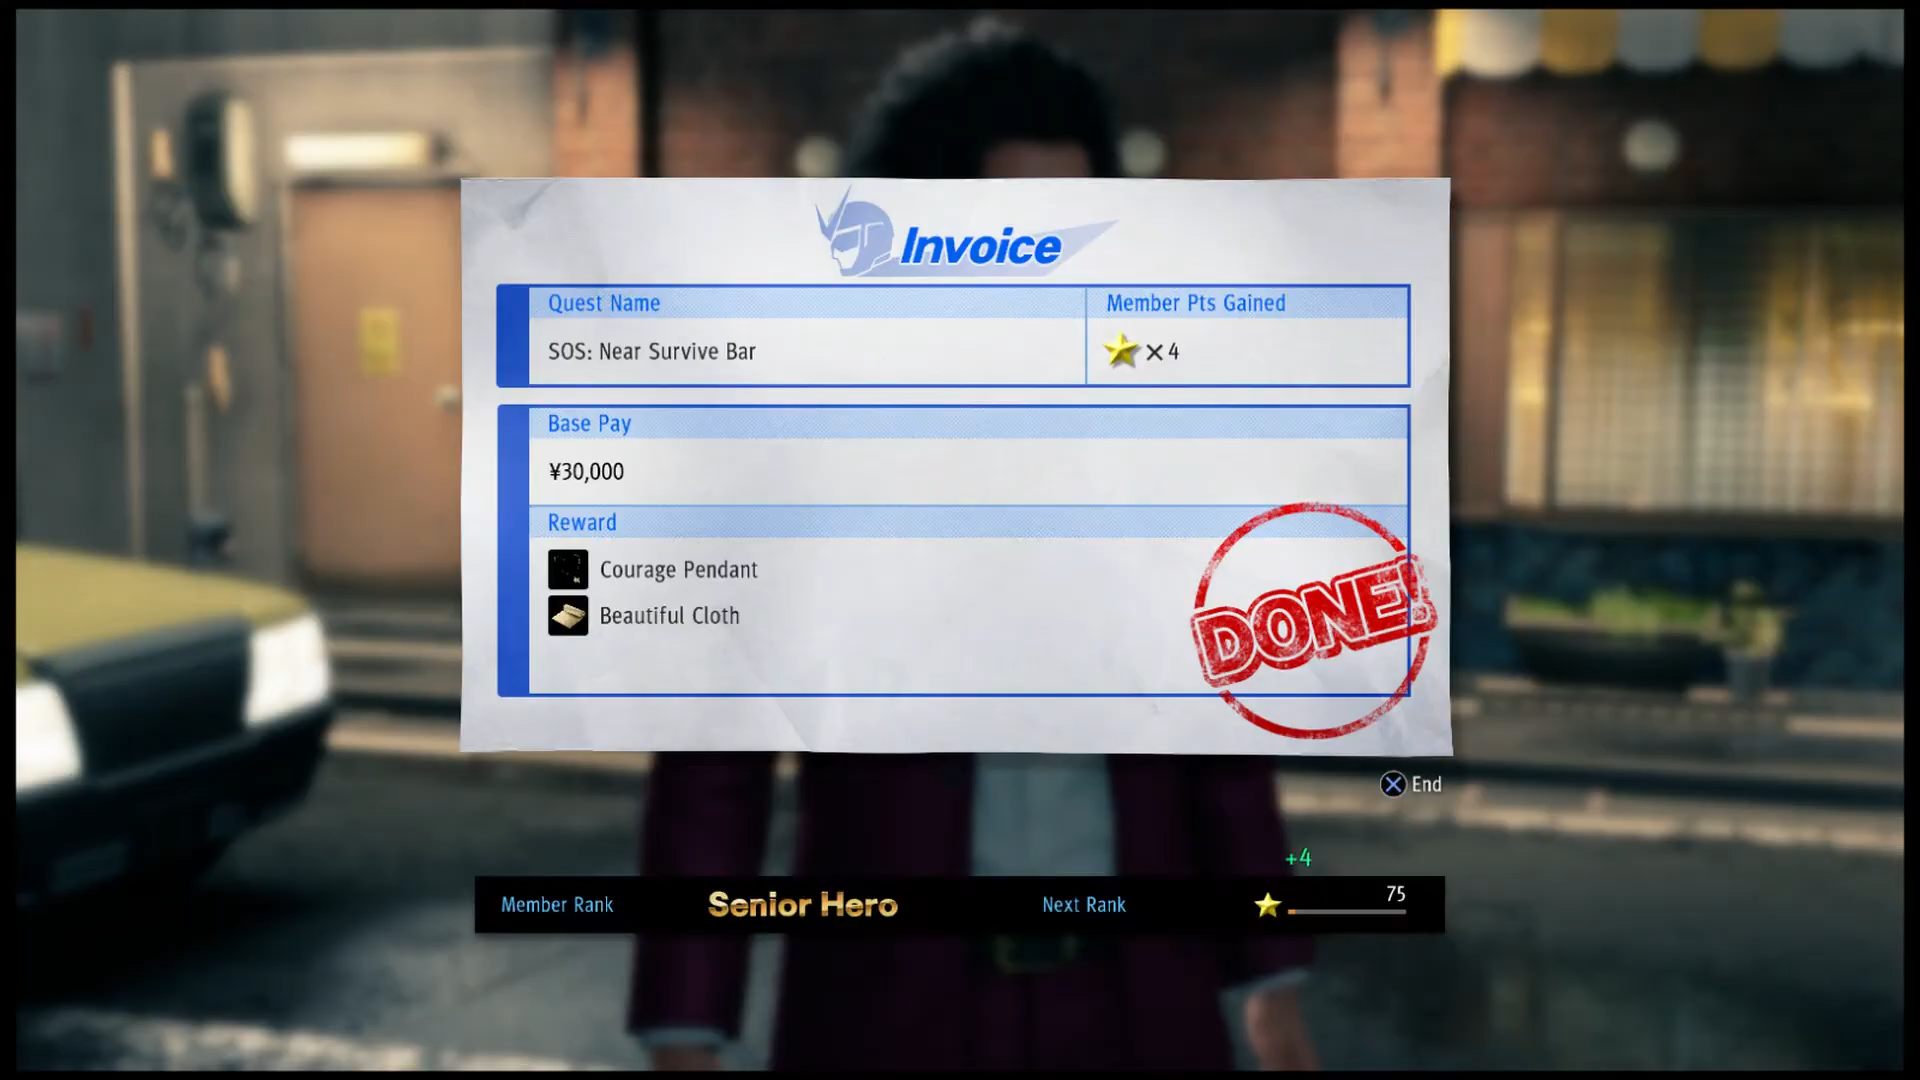 Invoice
Quest Name
Member Pts Gained
SOS: Near Survive Bar
×4
Base Pay
¥30,000
Reward
Courage Pendant
Beautiful Cloth
DONE!
End
+4
Member Rank
Senior Hero
Next Rank
75